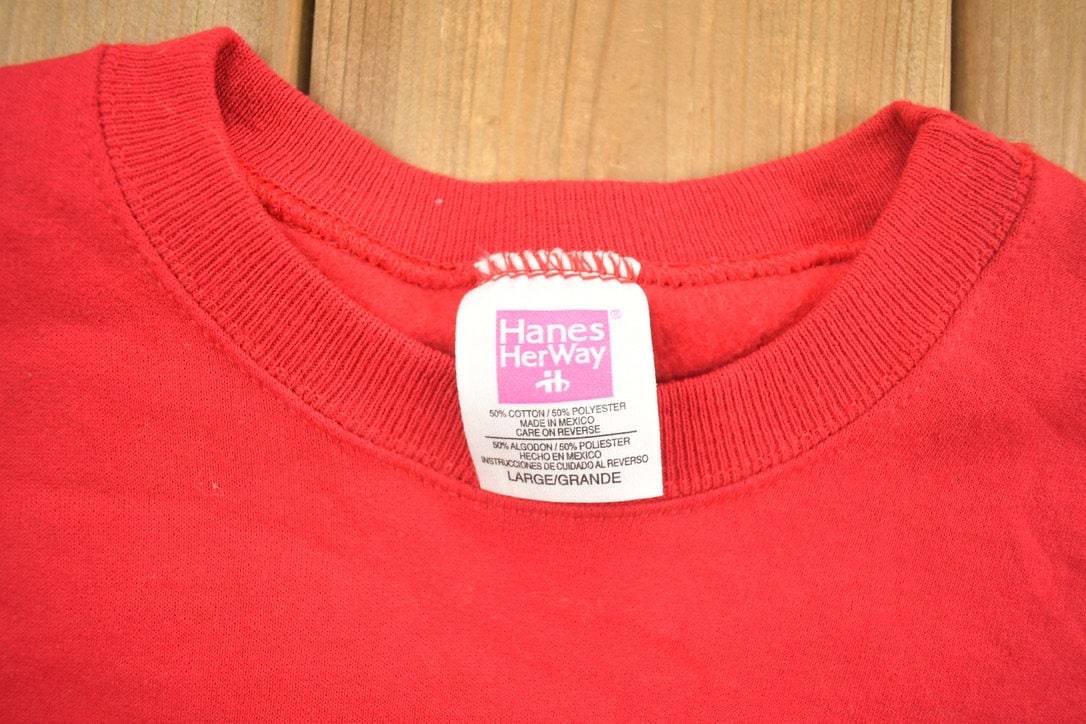 Hanes®
HerWay
50% COTTON / 50% POLYESTER
MADE IN MEXICO
CARE ON REVERSE
50% ALGODON / 50% POLIESTER
HECHO EN MEXICO
INSTRUCCIONES DE CUIDADO AL REVERSO
LARGE/GRANDE